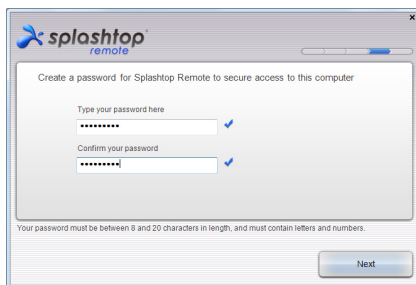 splashtop
remote
Create a password for Splashtop Remote to secure access to this computer
Type your password here
•••••••••
Confirm your password
•••••••••
Your password must be between 8 and 20 characters in length, and must contain letters and numbers.
Next